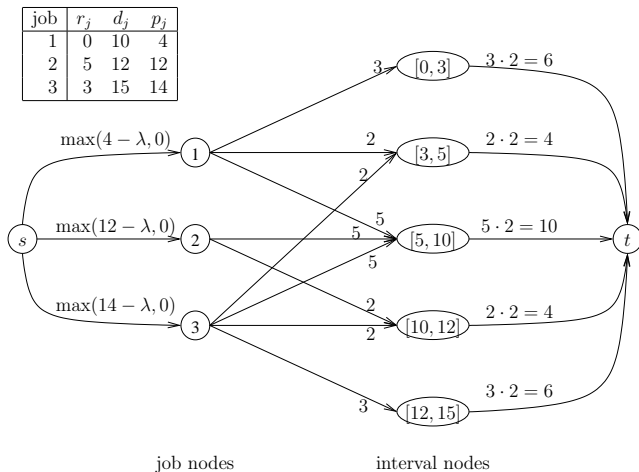 job r_j d_j p_j
1 0 10 4
2 5 12 12
3 3 15 14
max(4 − λ, 0)
max(12 − λ, 0)
max(14 − λ, 0)
s
1
2
3
3
2
2
5
5
5
2
2
3
[0, 3]
[3, 5]
[5, 10]
[10, 12]
[12, 15]
3 · 2 = 6
2 · 2 = 4
5 · 2 = 10
2 · 2 = 4
3 · 2 = 6
t
job nodes
interval nodes